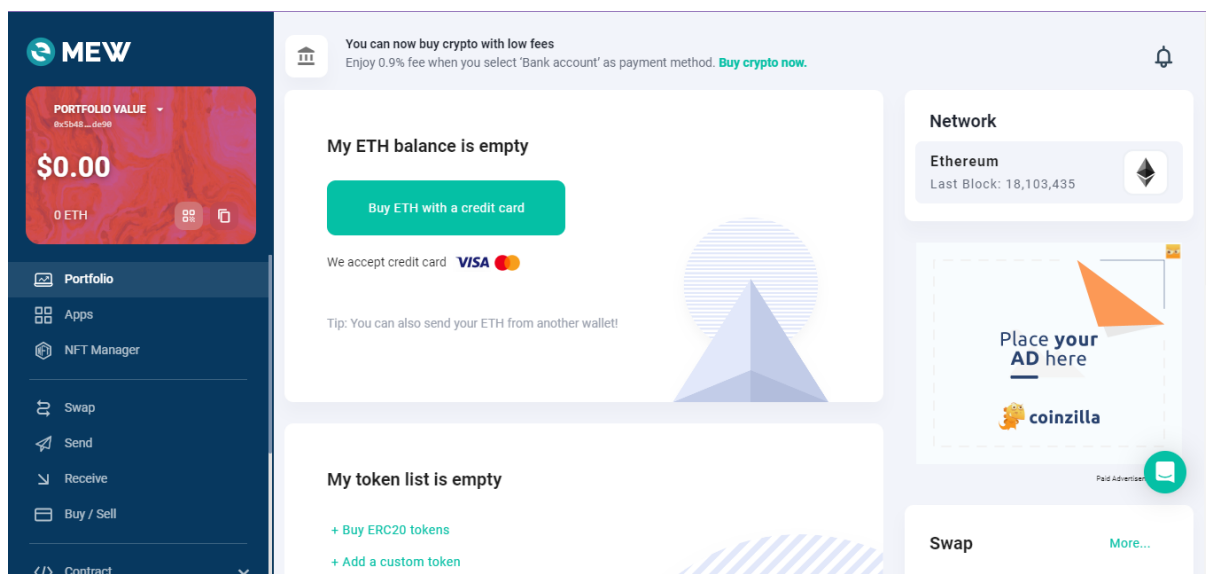 MEW
PORTFOLIO VALUE
0x5b48...de90
$0.00
0 ETH
Portfolio
Apps
NFT Manager
Swap
Send
Receive
Buy / Sell
Contract
You can now buy crypto with low fees
Enjoy 0.9% fee when you select ‘Bank account’ as payment method. Buy crypto now.
My ETH balance is empty
Buy ETH with a credit card
We accept credit card VISA
Tip: You can also send your ETH from another wallet!
My token list is empty
+ Buy ERC20 tokens
+ Add a custom token
Network
Ethereum
Last Block: 18,103,435
Place your
AD here
coinzilla
Paid
Swap
More...